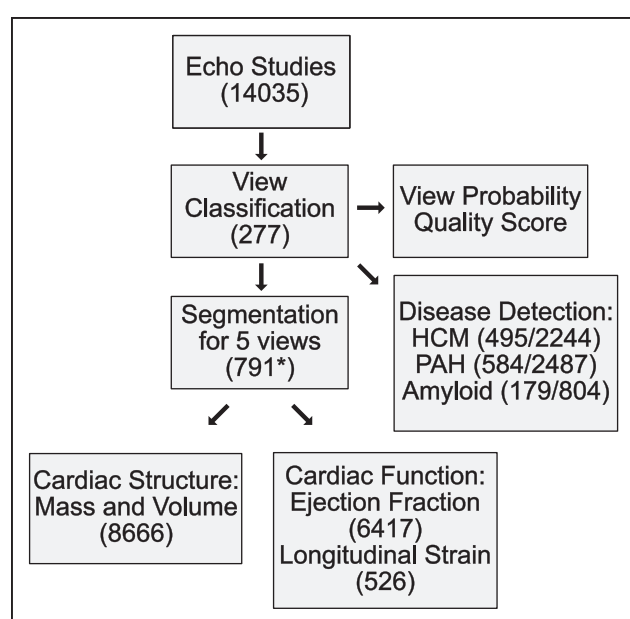 Echo Studies
(14035)
View
Classification
(277)
View Probability
Quality Score
Segmentation
for 5 views
(791*)
Disease Detection:
HCM (495/2244)
PAH (584/2487)
Amyloid (179/804)
Cardiac Structure:
Mass and Volume
(8666)
Cardiac Function:
Ejection Fraction
(6417)
Longitudinal Strain
(526)